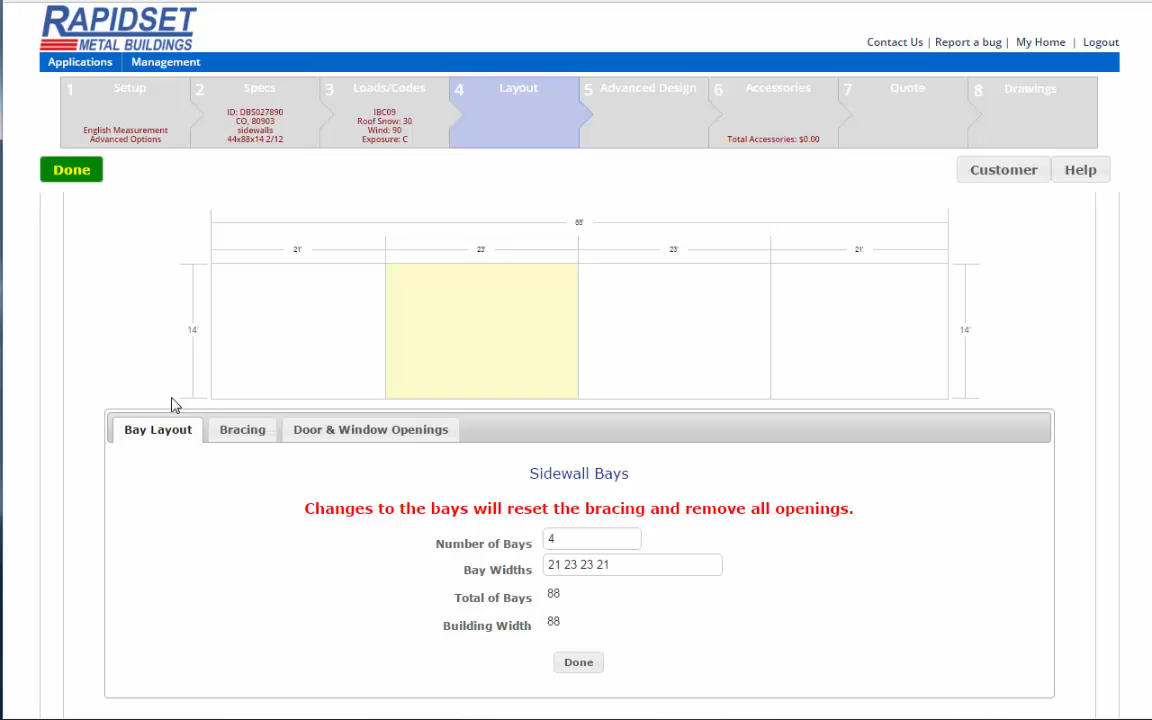 RAPIDSET
METAL BUILDINGS
Contact Us | Report a bug | My Home | Logout
Applications Management
1 Setup
English Measurement
Advanced Options
2 Specs
ID: DBS027890
CO, 80903
sidewalls
44x88x14 2/12
3 Loads/Codes
IBC09
Roof Snow: 30
Wind: 90
Exposure: C
4 Layout
5 Advanced Design
6 Accessories
Total Accessories: $0.00
7 Quote
8 Drawings
Done
Customer Help
88'
21' 23' 23' 21'
14' 14'
Bay Layout Bracing Door & Window Openings
Sidewall Bays
Changes to the bays will reset the bracing and remove all openings.
Number of Bays 4
Bay Widths 21 23 23 21
Total of Bays 88
Building Width 88
Done